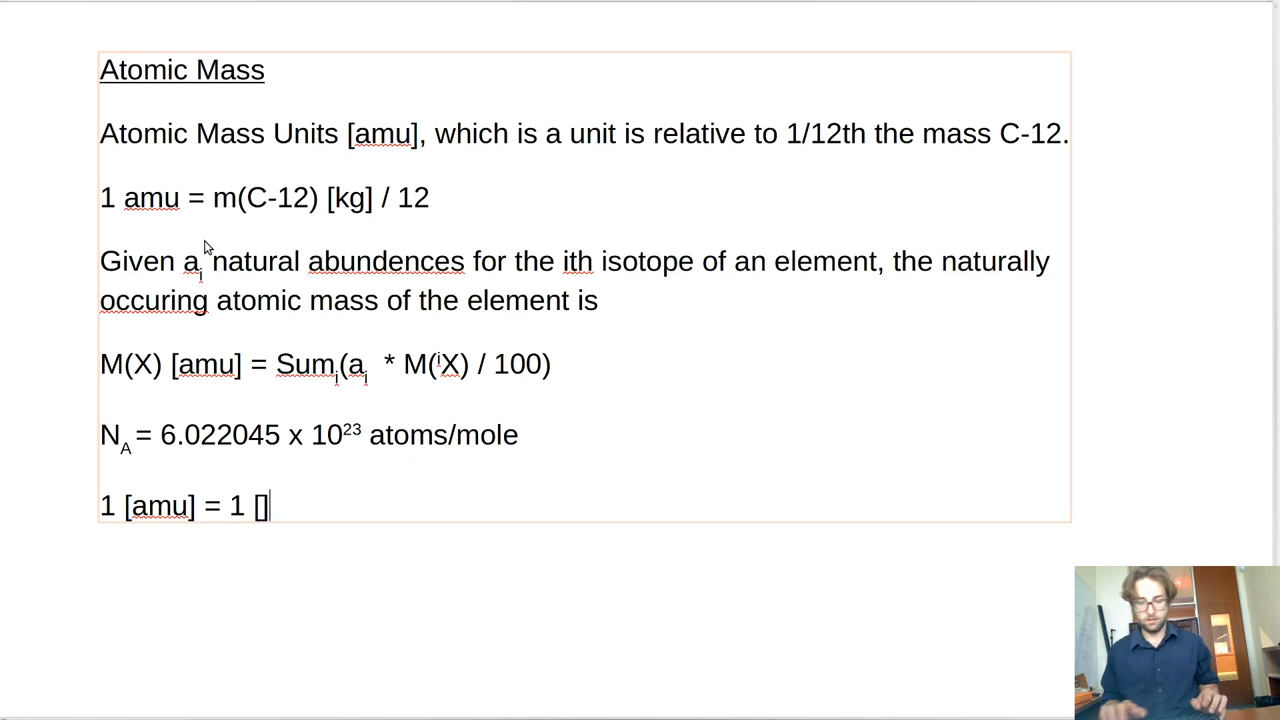 Atomic Mass
Atomic Mass Units [amu], which is a unit is relative to 1/12th the mass C-12.
1 amu = m(C-12) [kg] / 12
Given aᵢ natural abundences for the ith isotope of an element, the naturally
occuring atomic mass of the element is
M(X) [amu] = Sumᵢ(aᵢ * M(ⁱX) / 100)
N_A = 6.022045 x 10²³ atoms/mole
1 [amu] = 1 []